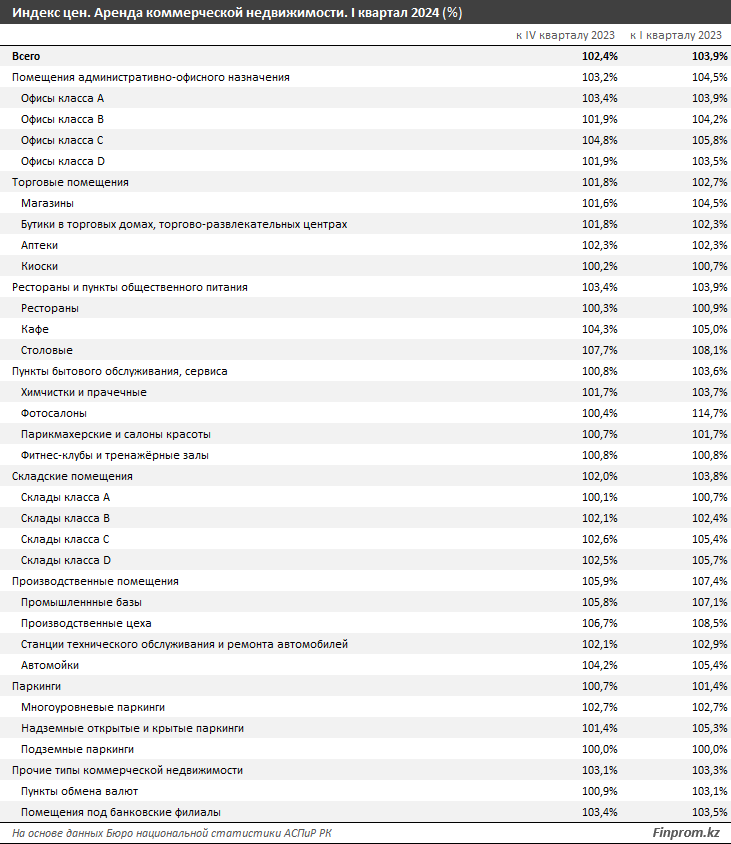 Индекс цен. Аренда коммерческой недвижимости. I квартал 2024 (%)
к IV кварталу 2023 к I кварталу 2023
Всего 102,4% 103,9%
Помещения административно-офисного назначения 103,2% 104,5%
Офисы класса A 103,4% 103,9%
Офисы класса B 101,9% 104,2%
Офисы класса C 104,8% 105,8%
Офисы класса D 101,9% 103,5%
Торговые помещения 101,8% 102,7%
Магазины 101,6% 104,5%
Бутики в торговых домах, торгово-развлекательных центрах 101,8% 102,3%
Аптеки 102,3% 102,3%
Киоски 100,2% 100,7%
Рестораны и пункты общественного питания 103,4% 103,9%
Рестораны 100,3% 100,9%
Кафе 104,3% 105,0%
Столовые 107,7% 108,1%
Пункты бытового обслуживания, сервиса 100,8% 103,6%
Химчистки и прачечные 101,7% 103,7%
Фотосалоны 100,4% 114,7%
Парикмахерские и салоны красоты 100,7% 101,7%
Фитнес-клубы и тренажёрные залы 100,8% 100,8%
Складские помещения 102,0% 103,8%
Склады класса A 100,1% 100,7%
Склады класса B 102,1% 102,4%
Склады класса C 102,6% 105,4%
Склады класса D 102,5% 105,7%
Производственные помещения 105,9% 107,4%
Промышленнные базы 105,8% 107,1%
Производственные цеха 106,7% 108,5%
Станции технического обслуживания и ремонта автомобилей 102,1% 102,9%
Автомойки 104,2% 105,4%
Паркинги 100,7% 101,4%
Многоуровневые паркинги 102,7% 102,7%
Надземные открытые и крытые паркинги 101,4% 105,3%
Подземные паркинги 100,0% 100,0%
Прочие типы коммерческой недвижимости 103,1% 103,3%
Пункты обмена валют 100,9% 103,1%
Помещения под банковские филиалы 103,4% 103,5%
На основе данных Бюро национальной статистики АСПиР РК Finprom.kz